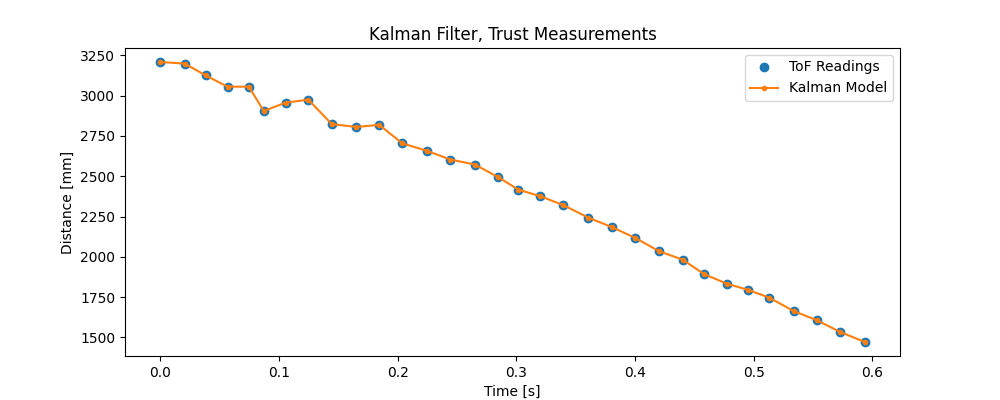 Kalman Filter, Trust Measurements
3250
3000
2750
2500
2250
2000
1750
1500
Distance [mm]
ToF Readings
Kalman Model
0.0 0.1 0.2 0.3 0.4 0.5 0.6
Time [s]